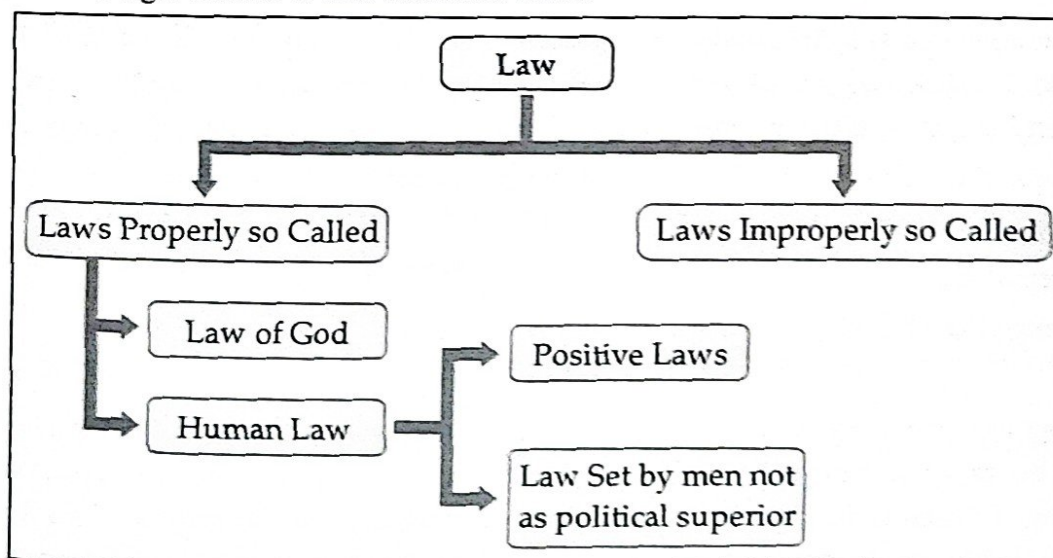 Law
Laws Properly so Called
Laws Improperly so Called
Law of God
Human Law
Positive Laws
Law Set by men not
as political superior